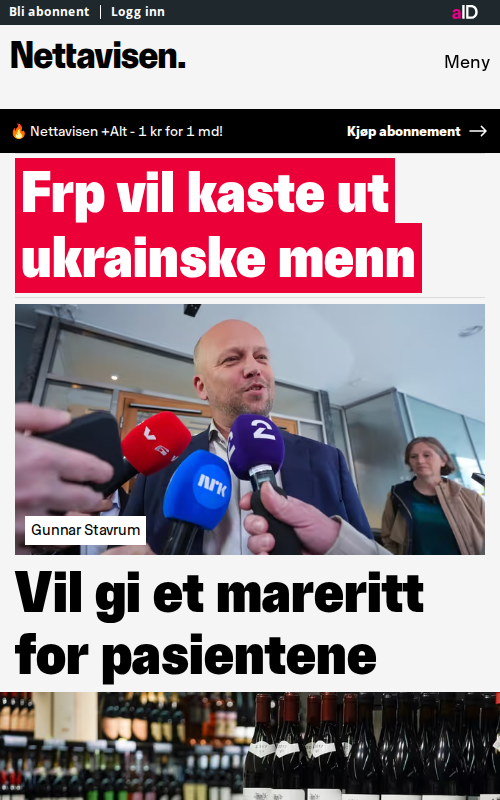 Bli abonnent
Logg inn
aID
Nettavisen.
Meny
Nettavisen +Alt - 1 kr for 1 md!
Kjøp abonnement
Frp vil kaste ut
ukrainske menn
VG
nrk
2
Gunnar Stavrum
Vil gi et mareritt
for pasientene